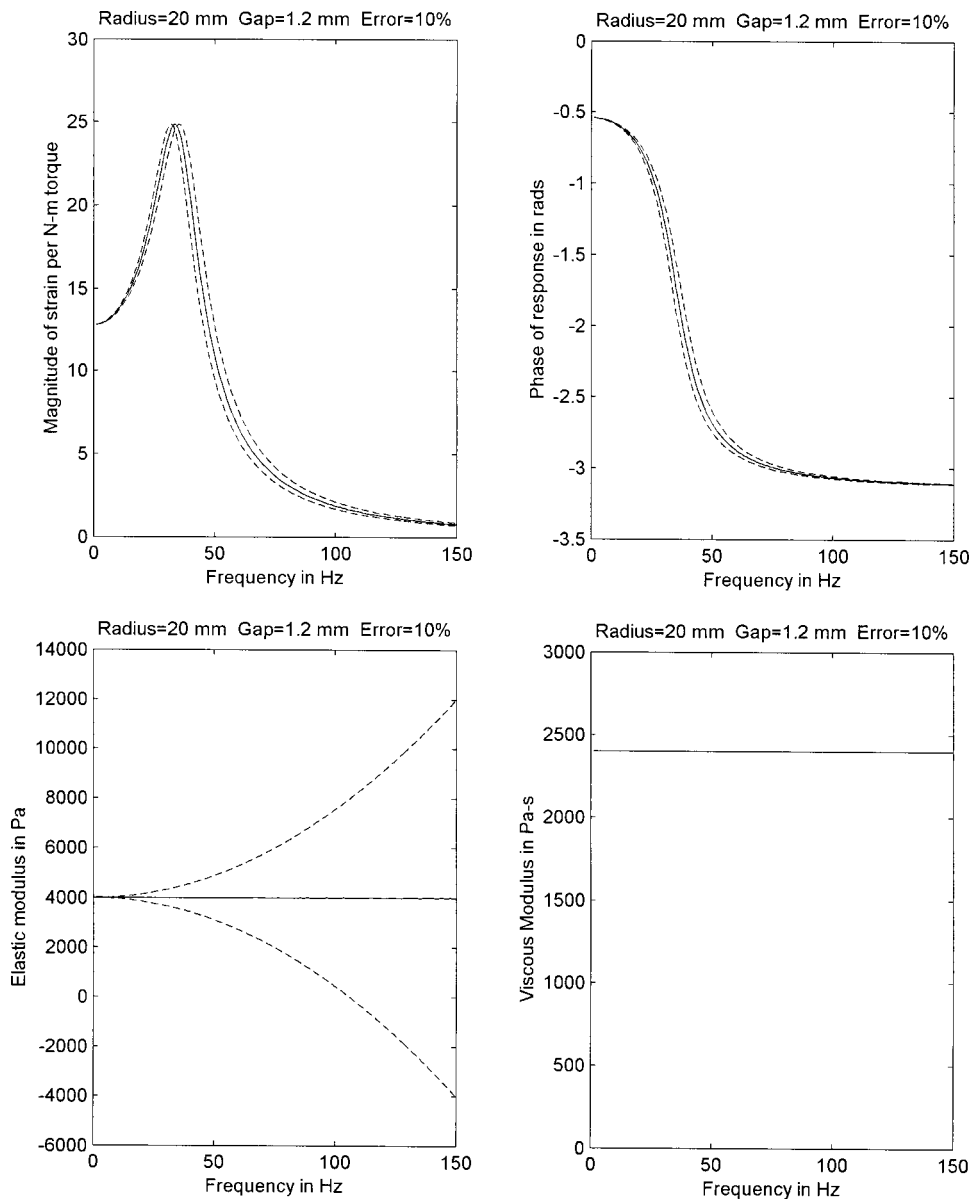 Radius=20 mm Gap=1.2 mm Error=10%
30
25
20
15
10
5
0
Magnitude of strain per N-m torque
0 50 100 150
Frequency in Hz
Radius=20 mm Gap=1.2 mm Error=10%
0
-0.5
-1
-1.5
-2
-2.5
-3
-3.5
Phase of response in rads
0 50 100 150
Frequency in Hz
Radius=20 mm Gap=1.2 mm Error=10%
14000
12000
10000
8000
6000
4000
2000
0
-2000
-4000
-6000
Elastic modulus in Pa
0 50 100 150
Frequency in Hz
Radius=20 mm Gap=1.2 mm Error=10%
3000
2500
2000
1500
1000
500
0
Viscous Modulus in Pa-s
0 50 100 150
Frequency in Hz